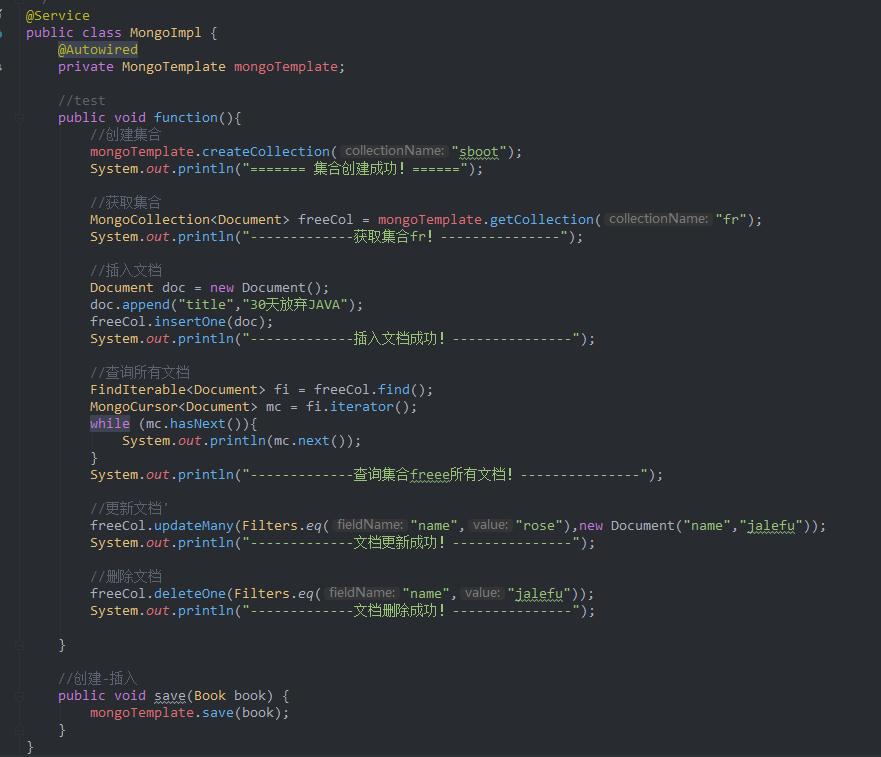 @Service
public class MongoImpl {
@Autowired
private MongoTemplate mongoTemplate;
//test
public void function(){
//创建集合
mongoTemplate.createCollection( collectionName: "sboot");
System.out.println("======= 集合创建成功！======");
//获取集合
MongoCollection<Document> freeCol = mongoTemplate.getCollection( collectionName: "fr");
System.out.println("-------------获取集合fr！---------------");
//插入文档
Document doc = new Document();
doc.append("title","30天放弃JAVA");
freeCol.insertOne(doc);
System.out.println("-------------插入文档成功！---------------");
//查询所有文档
FindIterable<Document> fi = freeCol.find();
MongoCursor<Document> mc = fi.iterator();
while (mc.hasNext()){
System.out.println(mc.next());
}
System.out.println("-------------查询集合freee所有文档！---------------");
//更新文档'
freeCol.updateMany(Filters.eq( fieldName: "name", value: "rose"),new Document("name","jalefu"));
System.out.println("-------------文档更新成功！---------------");
//删除文档
freeCol.deleteOne(Filters.eq( fieldName: "name", value: "jalefu"));
System.out.println("-------------文档删除成功！---------------");
}
//创建-插入
public void save(Book book) {
mongoTemplate.save(book);
}
}